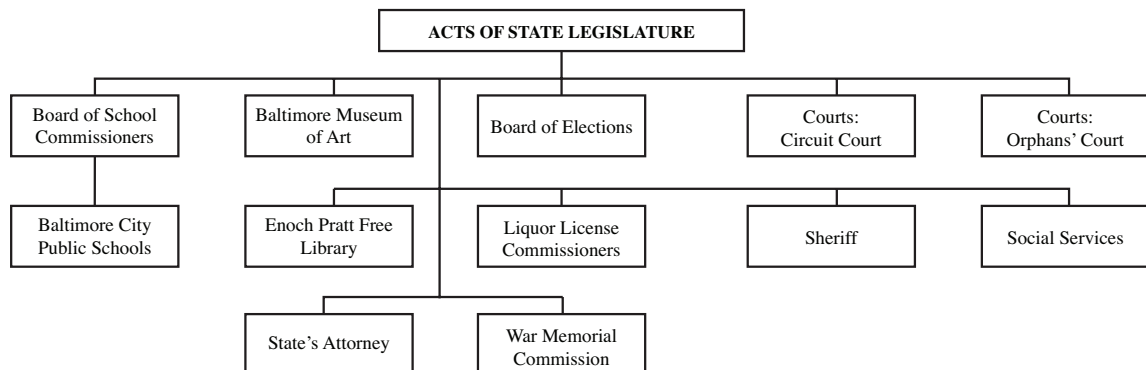 ACTS OF STATE LEGISLATURE
Board of School
Commissioners
Baltimore Museum
of Art
Board of Elections
Courts:
Circuit Court
Courts:
Orphans’ Court
Baltimore City
Public Schools
Enoch Pratt Free
Library
Liquor License
Commissioners
Sheriff
Social Services
State’s Attorney
War Memorial
Commission